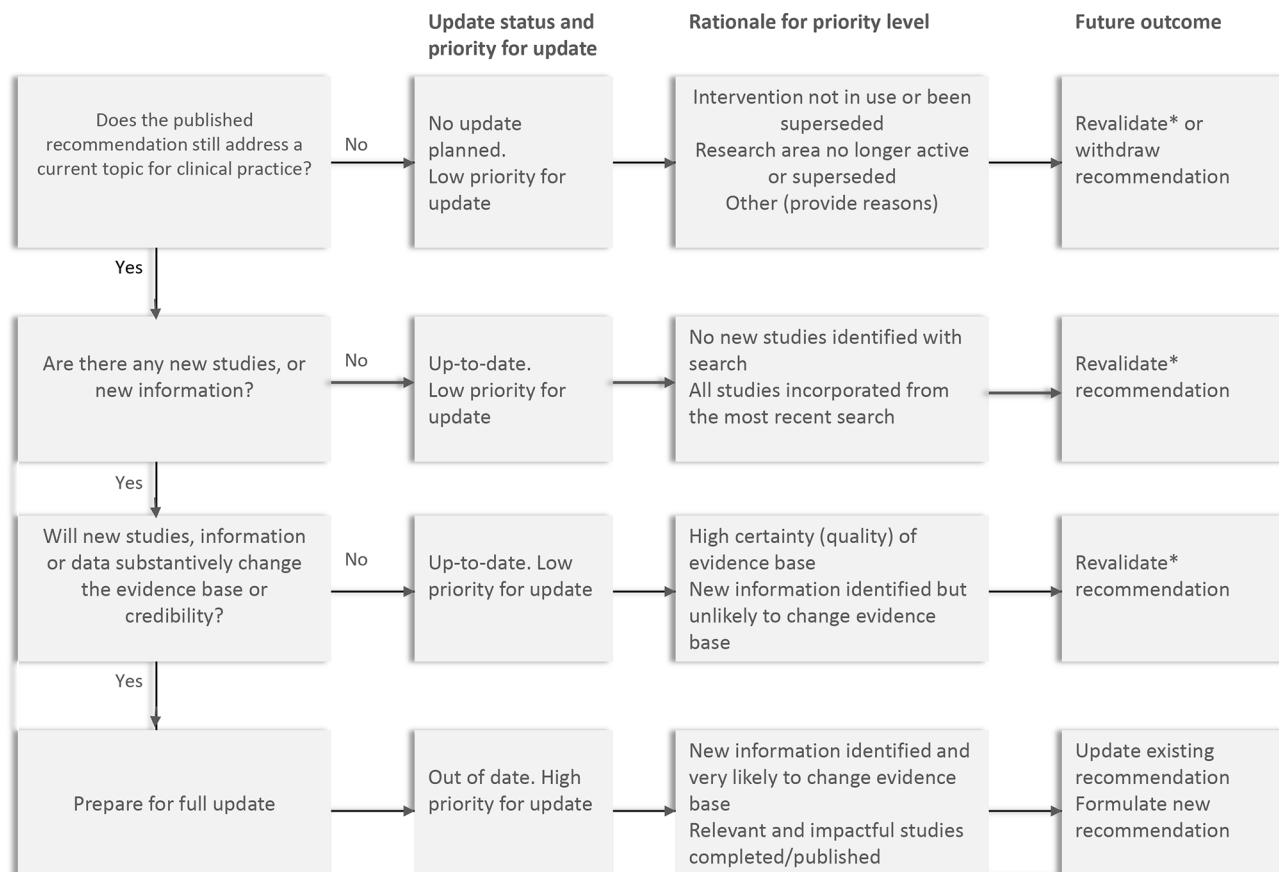 Update status and
priority for update
Rationale for priority level
Future outcome
Does the published
recommendation still address a
current topic for clinical practice?
No
No update
planned.
Low priority for
update
Intervention not in use or been
superseded
Research area no longer active
or superseded
Other (provide reasons)
Revalidate* or
withdraw
recommendation
Yes
Are there any new studies, or
new information?
No
Up-to-date.
Low priority for
update
No new studies identified with
search
All studies incorporated from
the most recent search
Revalidate*
recommendation
Yes
Will new studies, information
or data substantively change
the evidence base or
credibility?
No
Up-to-date. Low
priority for update
High certainty (quality) of
evidence base
New information identified but
unlikely to change evidence
base
Revalidate*
recommendation
Yes
Prepare for full update
Out of date. High
priority for update
New information identified and
very likely to change evidence
base
Relevant and impactful studies
completed/published
Update existing
recommendation
Formulate new
recommendation